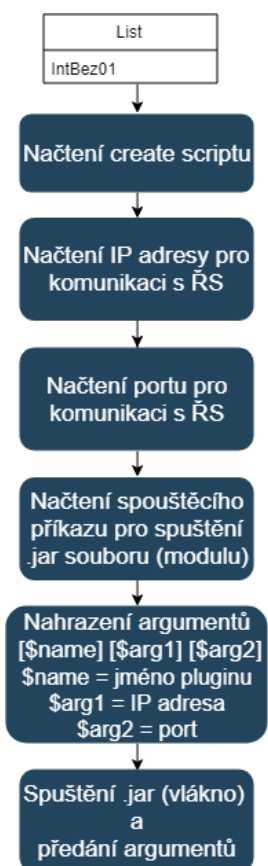 List
IntBez01
Načtení create scriptu
Načtení IP adresy pro
komunikaci s ŘS
Načtení portu pro
komunikaci s ŘS
Načtení spouštěcího
příkazu pro spuštění
.jar souboru (modulu)
Nahrazení argumentů
[$name] [$arg1] [$arg2]
$name = jméno pluginu
$arg1 = IP adresa
$arg2 = port
Spuštění .jar (vlákno)
a
předání argumentů